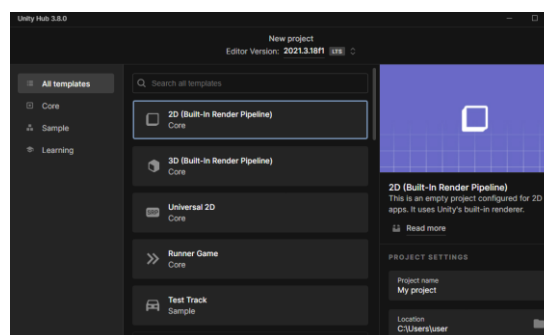 Unity Hub 3.8.0
New project
Editor Version: 2021.3.18f1 LTS
All templates
Core
Sample
Learning
Search all templates
2D (Built-In Render Pipeline)
Core
3D (Built-In Render Pipeline)
Core
Universal 2D
Core
Runner Game
Core
Test Track
Sample
2D (Built-In Render Pipeline)
This is an empty project configured for 2D
apps. It uses Unity's built-in renderer.
Read more
PROJECT SETTINGS
Project name
My project
Location
C:\Users\user